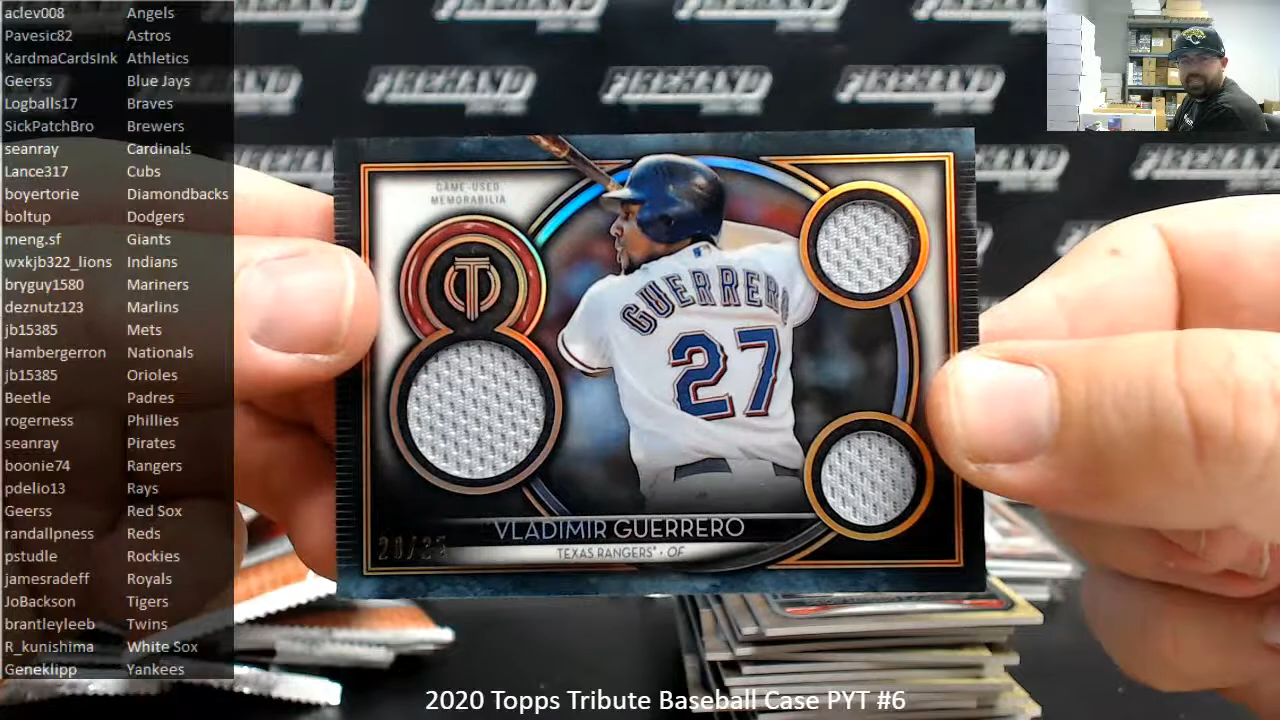 aclev008 Angels
Pavesic82 Astros
KardmaCardsInk Athletics
Geerss Blue Jays
Logballs17 Braves
SickPatchBro Brewers
seanray Cardinals
Lance317 Cubs
boyertorie Diamondbacks
boltup Dodgers
meng.sf Giants
wxkjb322_lions Indians
bryguy1580 Mariners
deznutz123 Marlins
jb15385 Mets
Hambergerron Nationals
jb15385 Orioles
Beetle Padres
rogerness Phillies
seanray Pirates
boonie74 Rangers
pdelio13 Rays
Geerss Red Sox
randallpness Reds
pstudle Rockies
jamesradeff Royals
JoBackson Tigers
brantleyleeb Twins
R_kunishima White Sox
Geneklipp Yankees
FIREHAND FIREHAND FIREHAND
GAME-USED
MEMORABILIA
T
GUERRERO
27
VLADIMIR GUERRERO
TEXAS RANGERS® • OF
2020 Topps Tribute Baseball Case PYT #6